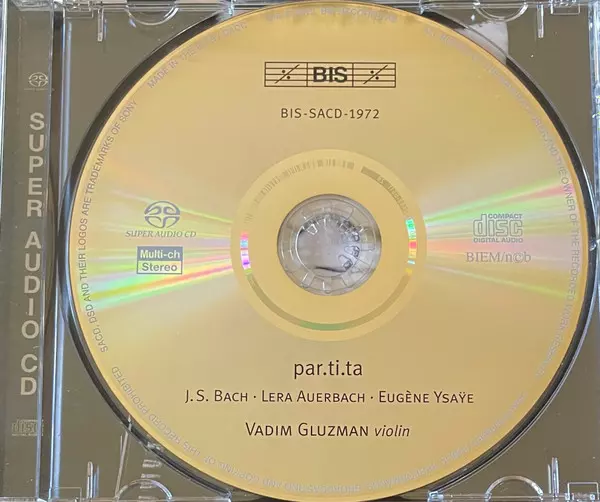 SUPER AUDIO CD
BIS
BIS-SACD-1972
SUPER AUDIO CD
Multi-ch
Stereo
COMPACT
disc
DIGITAL AUDIO
BIEM/n©b
par.ti.ta
J.S. BACH · LERA AUERBACH · EUGÈNE YSAŸE
VADIM GLUZMAN violin
SACD, DSD AND THEIR LOGOS ARE TRADEMARKS OF SONY
MADE IN THE